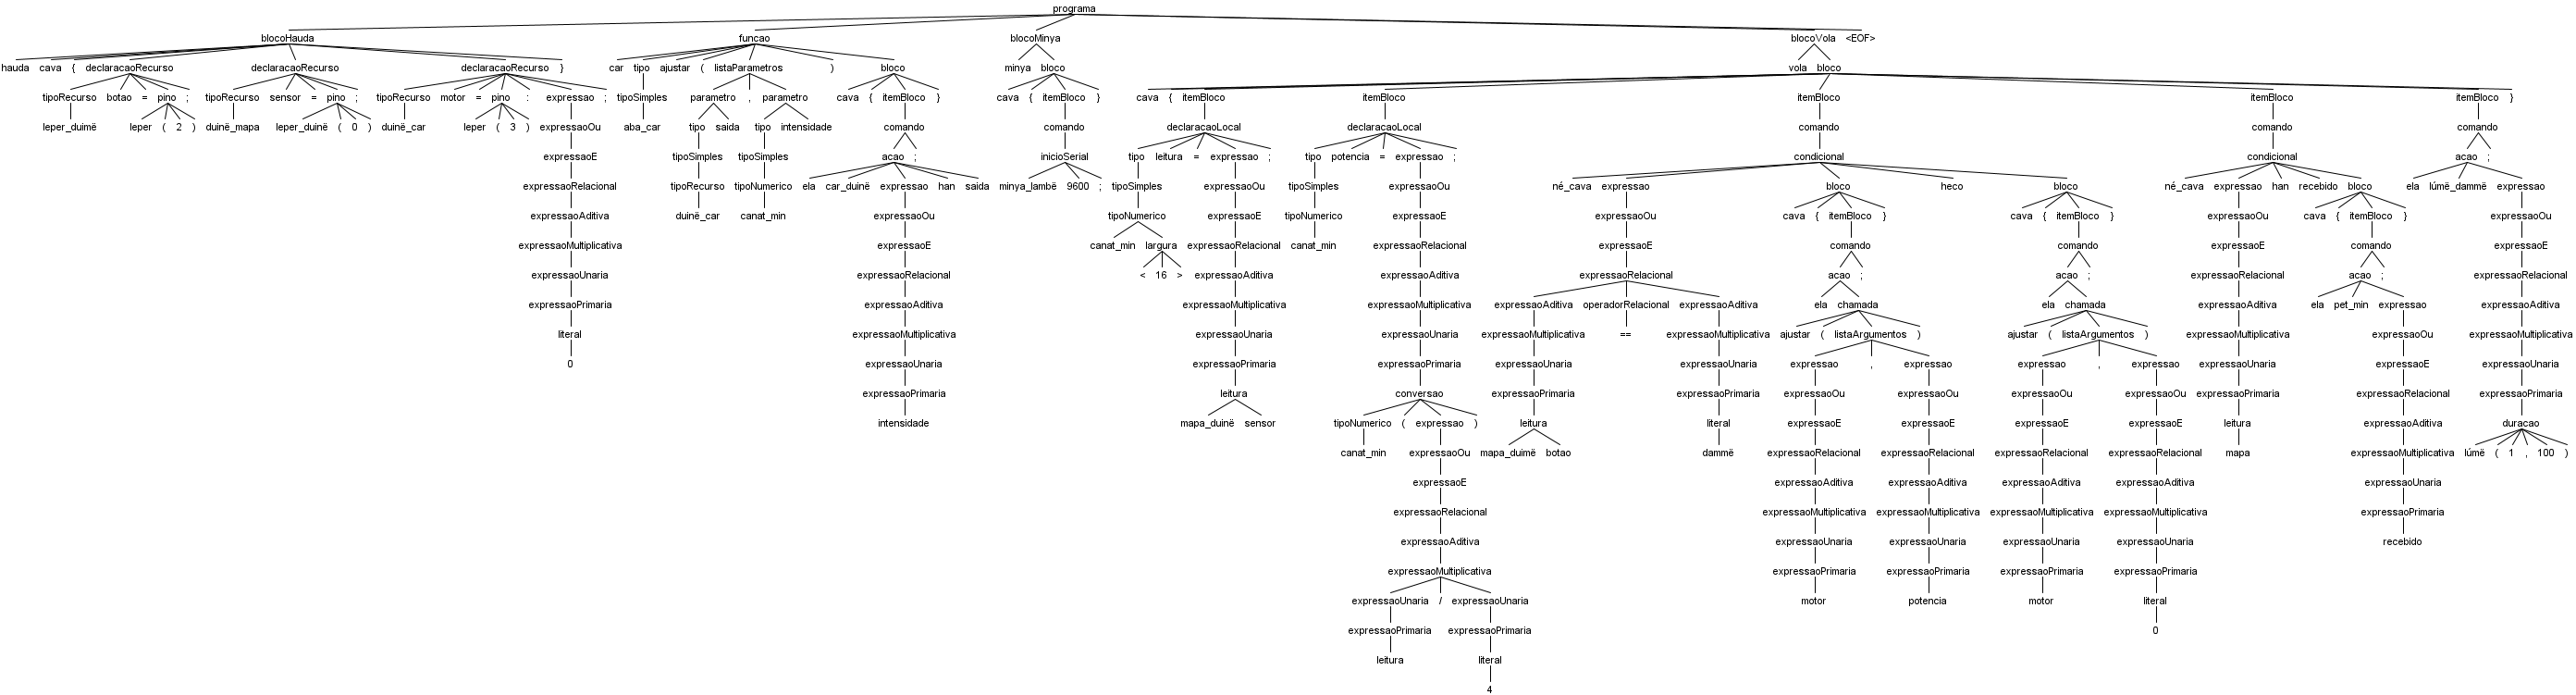 programa
blocoHauda funcao blocoMinya blocoVola <EOF>
hauda cava { declaracaoRecurso declaracaoRecurso declaracaoRecurso } car tipo ajustar ( listaParametros ) bloco minya bloco vola bloco
tipoRecurso botao = pino ; tipoRecurso sensor = pino ; tipoRecurso motor = pino : expressao ; tipoSimples parametro , parametro cava { itemBloco } cava { itemBloco } cava { itemBloco itemBloco itemBloco itemBloco itemBloco }
leper_duimë leper ( 2 ) duinë_mapa leper_duinë ( 0 ) duinë_car leper ( 3 ) expressaoOu aba_car tipo saida tipo intensidade comando comando declaracaoLocal declaracaoLocal comando comando comando
expressaoE tipoSimples tipoSimples acao ; inicioSerial tipo leitura = expressao ; tipo potencia = expressao ; condicional condicional acao ;
expressaoRelacional tipoRecurso tipoNumerico ela car_duinë expressao han saida minya_lambë 9600 ; tipoSimples expressaoOu tipoSimples expressaoOu né_cava expressao bloco heco bloco né_cava expressao han recebido bloco ela lúmë_dammë expressao
expressaoAditiva duinë_car canat_min expressaoOu tipoNumerico expressaoE tipoNumerico expressaoE expressaoOu cava { itemBloco } cava { itemBloco } expressaoOu cava { itemBloco } expressaoOu
expressaoMultiplicativa expressaoE canat_min largura expressaoRelacional canat_min expressaoRelacional expressaoE comando comando expressaoE comando expressaoE
expressaoUnaria expressaoRelacional < 16 > expressaoAditiva expressaoAditiva expressaoRelacional acao ; acao ; expressaoRelacional acao ; expressaoRelacional
expressaoPrimaria expressaoAditiva expressaoMultiplicativa expressaoMultiplicativa expressaoAditiva operadorRelacional expressaoAditiva ela chamada ela chamada expressaoAditiva ela pet_min expressao expressaoAditiva
literal expressaoMultiplicativa expressaoUnaria expressaoUnaria expressaoMultiplicativa == expressaoMultiplicativa ajustar ( listaArgumentos ) ajustar ( listaArgumentos ) expressaoMultiplicativa expressaoOu expressaoMultiplicativa
0 expressaoUnaria expressaoPrimaria expressaoPrimaria expressaoUnaria expressaoUnaria expressao , expressao expressao , expressao expressaoUnaria expressaoE expressaoUnaria
expressaoPrimaria leitura conversao expressaoPrimaria expressaoPrimaria expressaoOu expressaoOu expressaoOu expressaoOu expressaoPrimaria expressaoRelacional expressaoPrimaria
intensidade mapa_duinë sensor tipoNumerico ( expressao ) leitura literal expressaoE expressaoE expressaoE expressaoE leitura expressaoAditiva duracao
canat_min expressaoOu mapa_duimë botao dammë expressaoRelacional expressaoRelacional expressaoRelacional expressaoRelacional mapa expressaoMultiplicativa lúmë ( 1 , 100 )
expressaoE expressaoAditiva expressaoAditiva expressaoAditiva expressaoAditiva expressaoUnaria
expressaoRelacional expressaoMultiplicativa expressaoMultiplicativa expressaoMultiplicativa expressaoMultiplicativa expressaoPrimaria
expressaoAditiva expressaoUnaria expressaoUnaria expressaoUnaria expressaoUnaria recebido
expressaoMultiplicativa expressaoPrimaria expressaoPrimaria expressaoPrimaria expressaoPrimaria
expressaoUnaria / expressaoUnaria motor potencia motor literal
expressaoPrimaria expressaoPrimaria 0
leitura literal
4